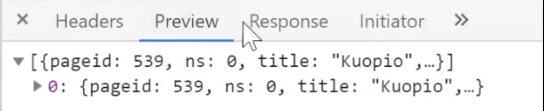 × Headers Preview Response Initiator »
▼[{pageid: 539, ns: 0, title: "Kuopio",…}]
▶0: {pageid: 539, ns: 0, title: "Kuopio",…}